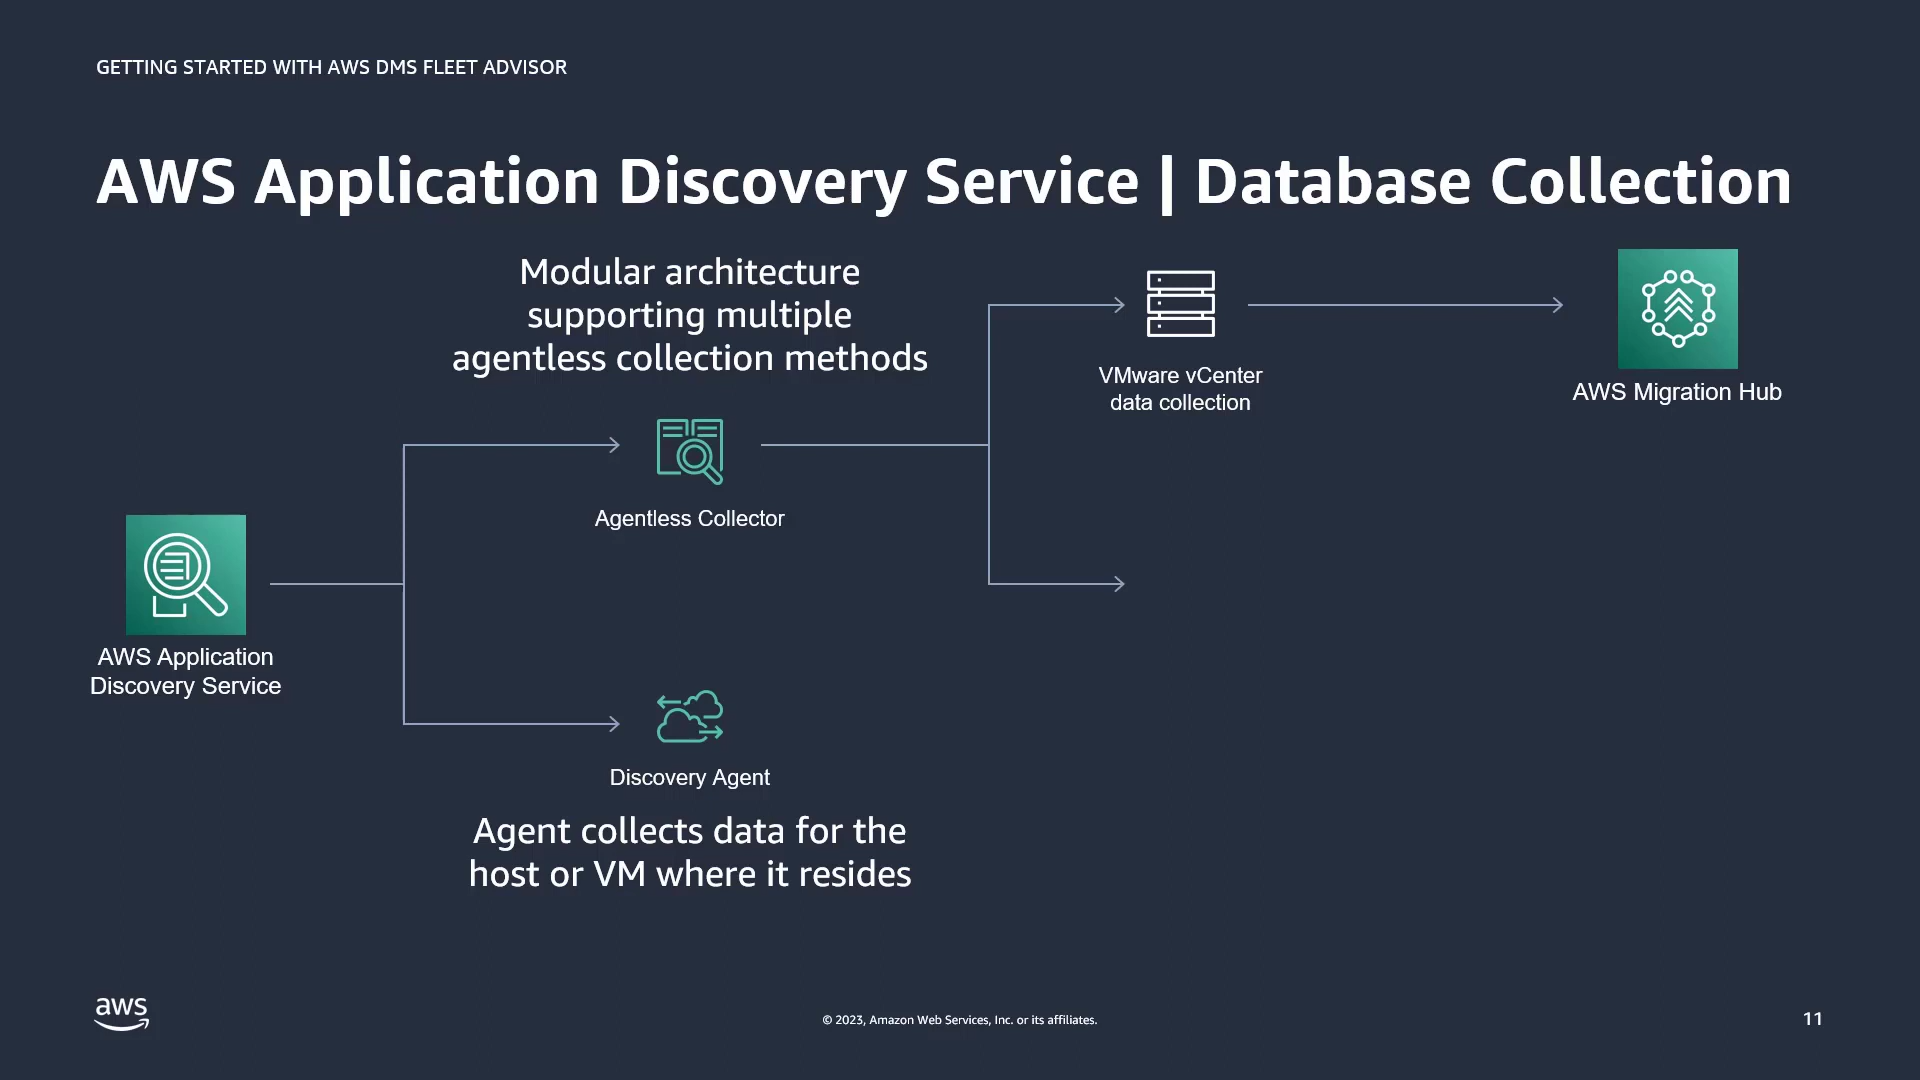 GETTING STARTED WITH AWS DMS FLEET ADVISOR
AWS Application Discovery Service | Database Collection
Modular architecture
supporting multiple
agentless collection methods
VMware vCenter
data collection
AWS Migration Hub
Agentless Collector
AWS Application
Discovery Service
Discovery Agent
Agent collects data for the
host or VM where it resides
aws
© 2023, Amazon Web Services, Inc. or its affiliates.
11